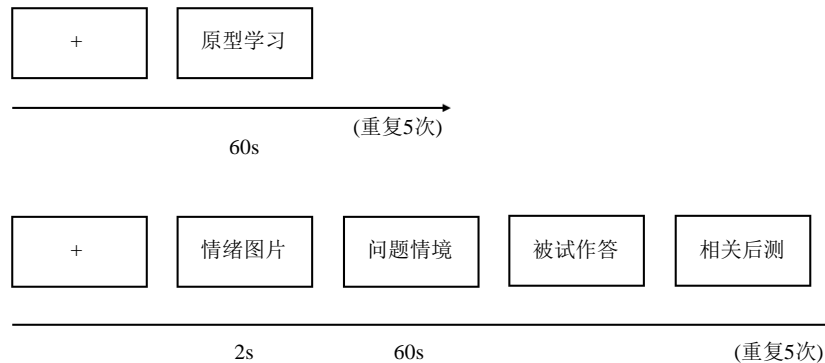 + 原型学习
60s (重复5次)
+ 情绪图片 问题情境 被试作答 相关后测
2s 60s (重复5次)